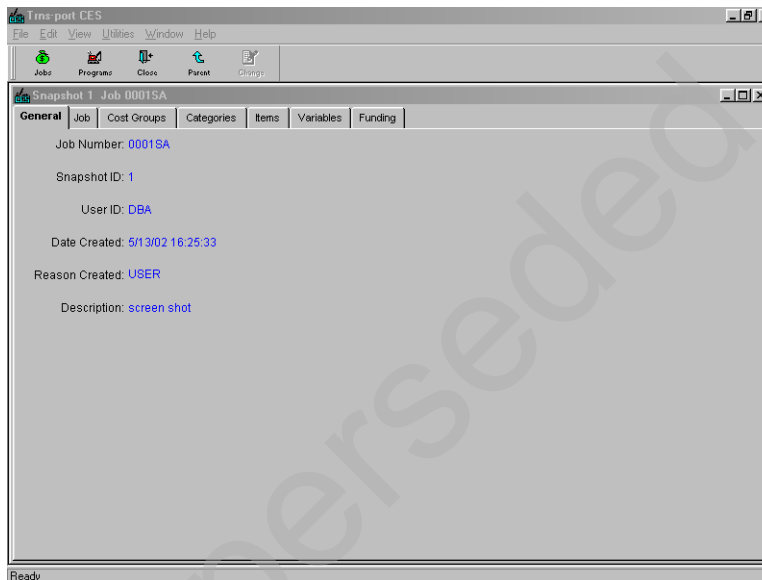 Trns·port CES
File Edit View Utilities Window Help
Jobs Programs Close Parent Change
Snapshot 1 Job 0001SA
General Job Cost Groups Categories Items Variables Funding
Job Number: 0001SA
Snapshot ID: 1
User ID: DBA
Date Created: 5/13/02 16:25:33
Reason Created: USER
Description: screen shot
perseded
Ready